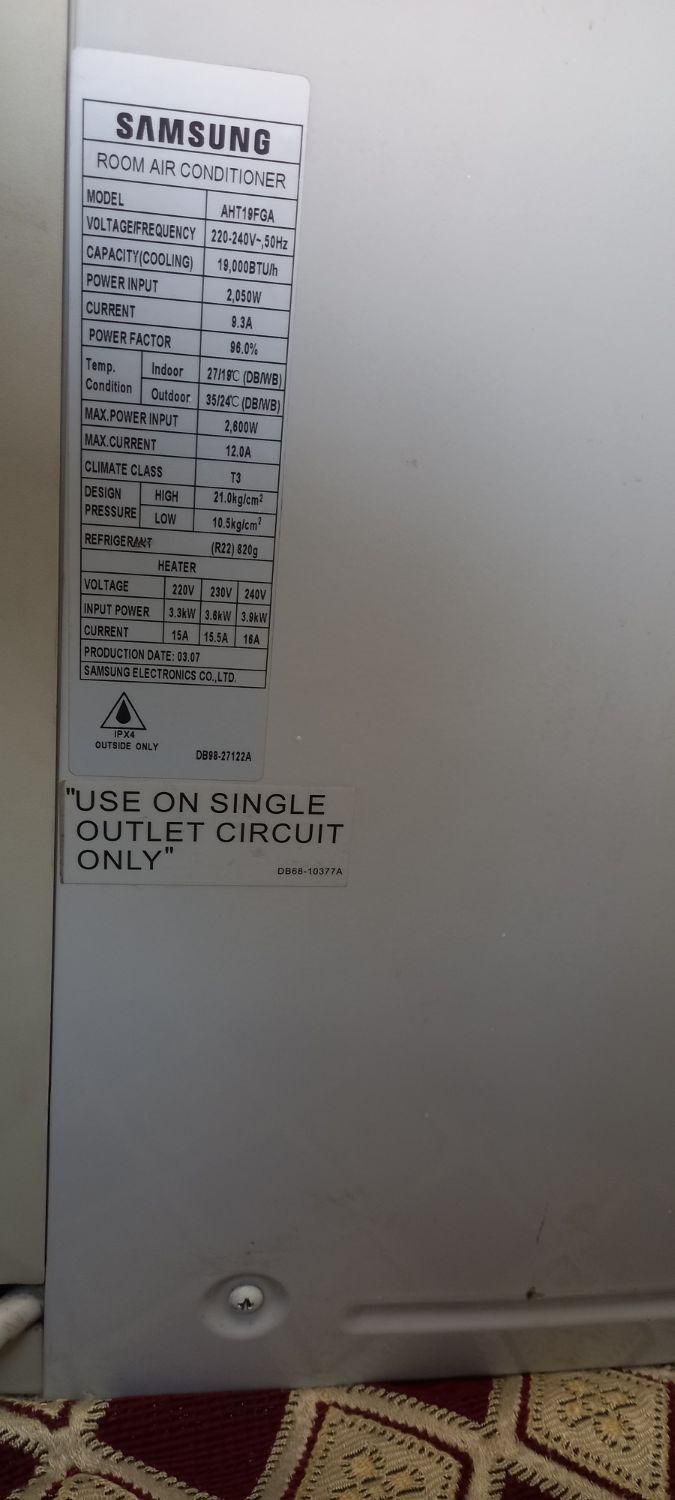 SAMSUNG
ROOM AIR CONDITIONER
MODEL AHT19FGA
VOLTAGE/FREQUENCY 220-240V~,50Hz
CAPACITY(COOLING) 19,000BTU/h
POWER INPUT 2,050W
CURRENT 9.3A
POWER FACTOR 96.0%
Temp. Condition Indoor 27/19℃ (DB/WB)
Outdoor 35/24℃ (DB/WB)
MAX.POWER INPUT 2,600W
MAX.CURRENT 12.0A
CLIMATE CLASS T3
DESIGN PRESSURE HIGH 21.0kg/cm²
LOW 10.5kg/cm²
REFRIGERANT (R22) 820g
HEATER
VOLTAGE 220V 230V 240V
INPUT POWER 3.3kW 3.6kW 3.9kW
CURRENT 15A 15.5A 16A
PRODUCTION DATE: 03.07
SAMSUNG ELECTRONICS CO.,LTD.
IPX4
OUTSIDE ONLY
DB98-27122A
"USE ON SINGLE
OUTLET CIRCUIT
ONLY"
DB68-10377A